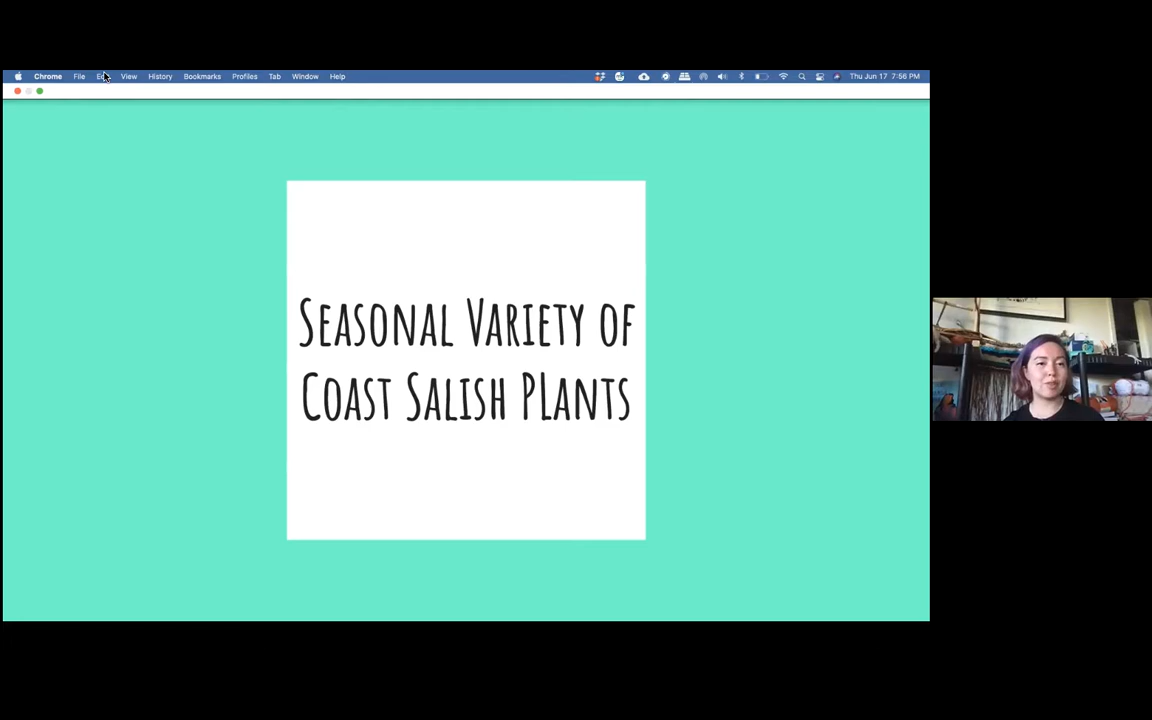 Chrome File Edit View History Bookmarks Profiles Tab Window Help Thu Jun 17 7:56 PM
Seasonal Variety of
Coast Salish Plants